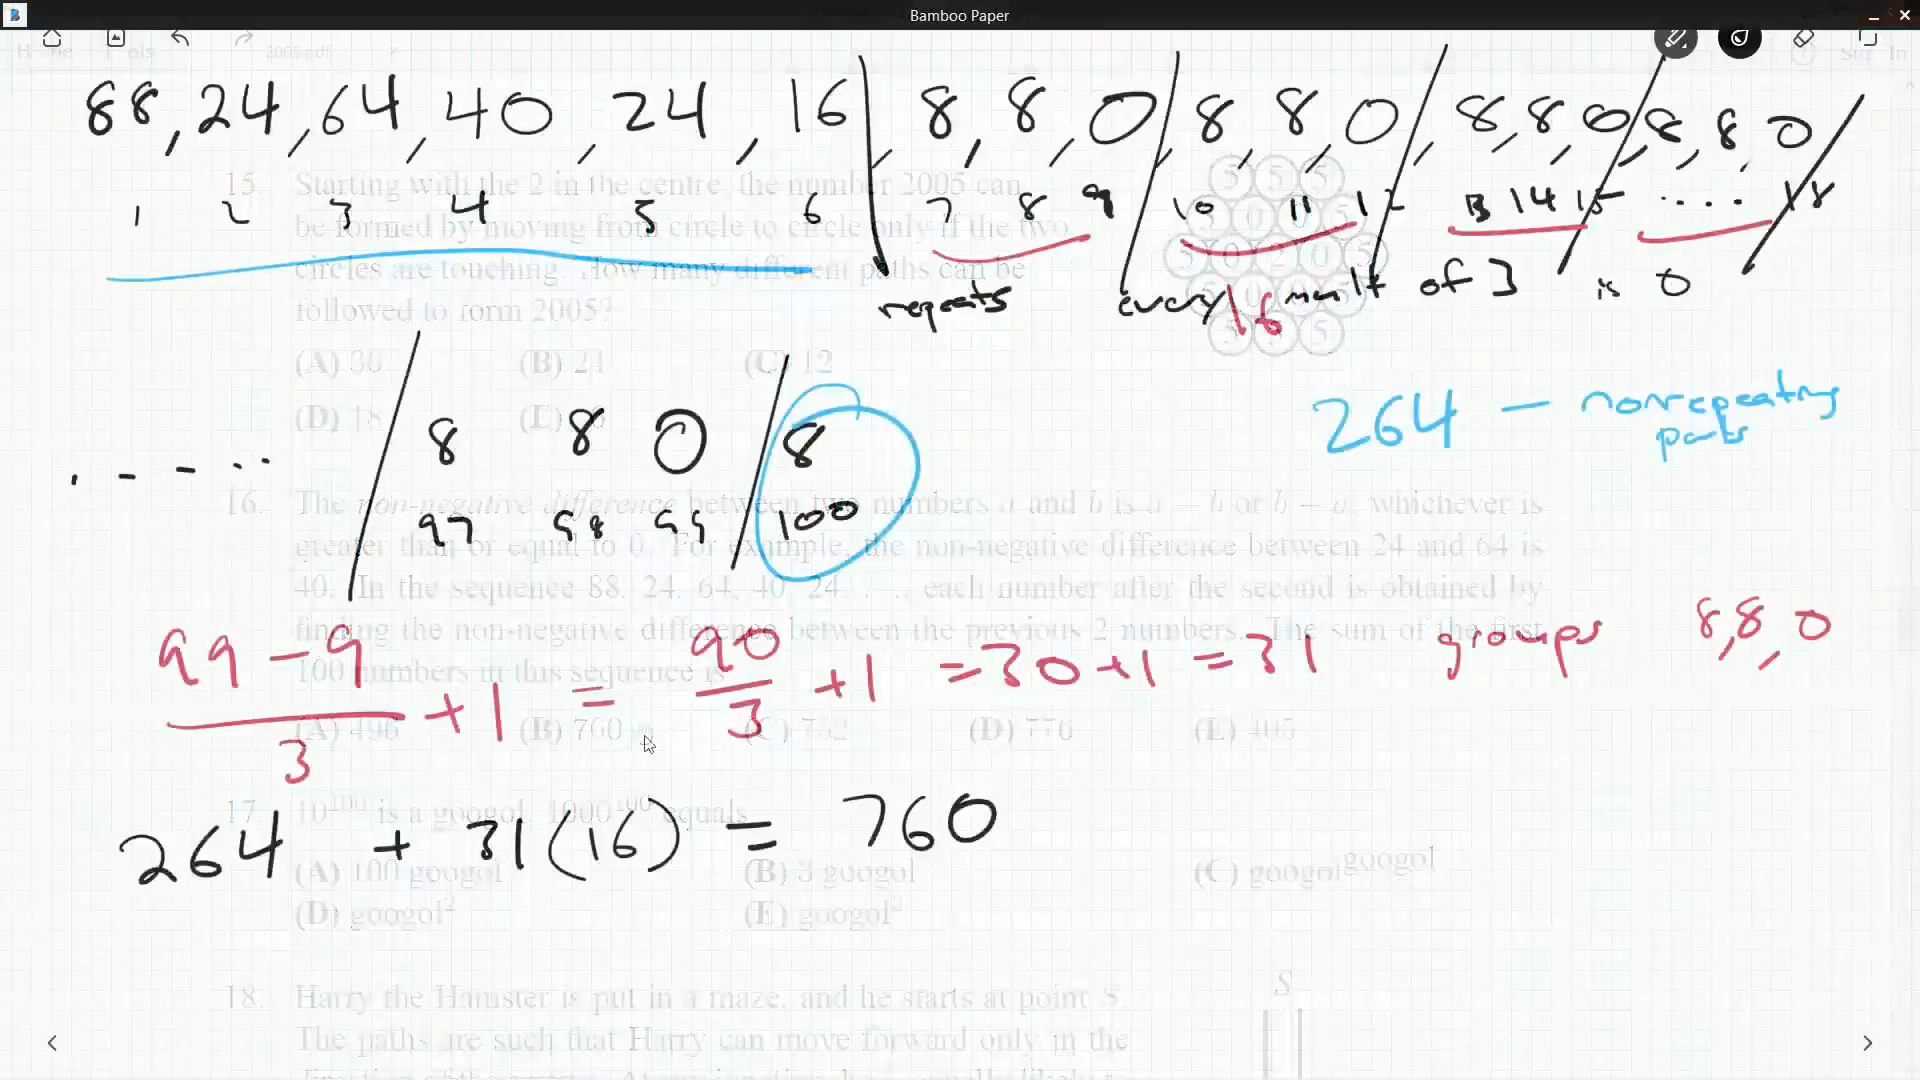 Bamboo Paper
2005.pdf
88, 24, 64, 40, 24, 16, 8, 8, 0, 8, 8, 0, 8, 8, 0, 8, 8, 0
1 2 3 4 5 6 7 8 9 10 11 12 13 14 15 .... 18
15. Starting with the 2 in the centre, the number 2005 can
be formed by moving from circle to circle only if the two
circles are touching. How many different paths can be
followed to form 2005?
repeats every mult of 3 is 0
16
(B) 24 (C) 12
264 — nonrepeating
parts
8 8 0 8
97 98 99 100
16. The non-negative difference between two numbers a and b is a − b or b − a, whichever is
greater than or equal to 0. For example, the non-negative difference between 24 and 64 is
40. In the sequence 88, 24, 64, 40, 24, . . ., each number after the second is obtained by
finding the non-negative difference between the previous 2 numbers. The sum of the first
100 numbers in this sequence is
99 − 9 / 3 + 1 = 90 / 3 + 1 = 30 + 1 = 31 groups 8, 8, 0
(A) 496 (B) 760 (C) 752 (D) 776 (E) 405
17. 10^100 is a googol. 1000^100 equals
264 + 31(16) = 760
(A) 100 googol (B) 3 googol (C) googol^googol
(D) googol^2
18. Harry the Hamster is put in a maze, and he starts at point S.
The paths are such that Harry can move forward only in the
S